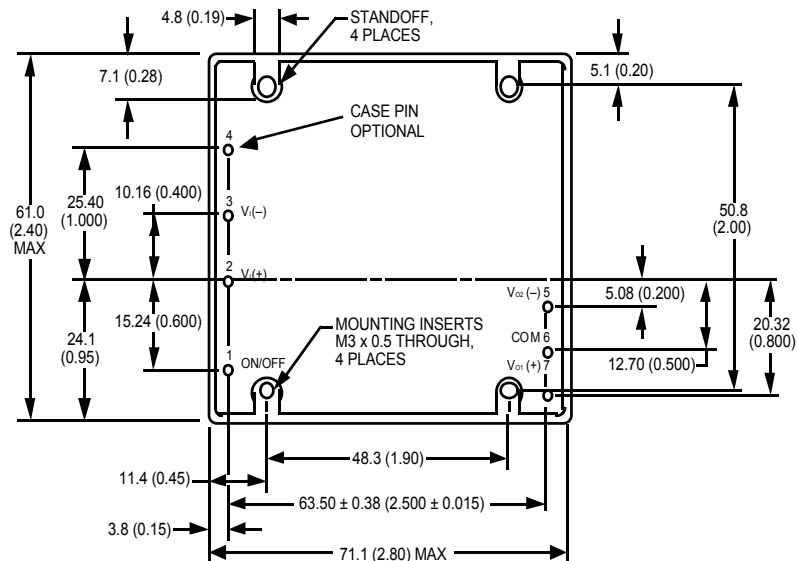 4.8 (0.19)
STANDOFF,
4 PLACES
7.1 (0.28)
5.1 (0.20)
CASE PIN
OPTIONAL
4
25.40
(1.000)
10.16 (0.400)
3
VI(–)
61.0
(2.40)
MAX
50.8
(2.00)
2
VI(+)
VO2 (–) 5
5.08 (0.200)
15.24 (0.600)
24.1
(0.95)
MOUNTING INSERTS
M3 x 0.5 THROUGH,
4 PLACES
COM 6
20.32
(0.800)
1
ON/OFF
VO1 (+) 7
12.70 (0.500)
48.3 (1.90)
11.4 (0.45)
63.50 ± 0.38 (2.500 ± 0.015)
3.8 (0.15)
71.1 (2.80) MAX